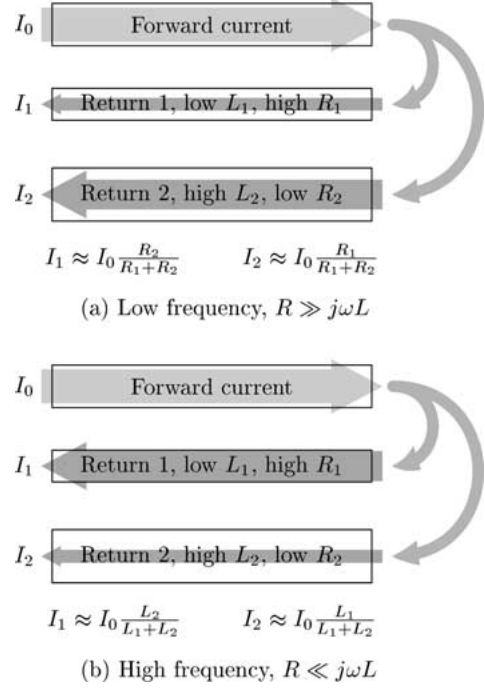 I₀ Forward current
I₁ Return 1, low L₁, high R₁
I₂ Return 2, high L₂, low R₂
I₁ ≈ I₀ R₂/(R₁+R₂) I₂ ≈ I₀ R₁/(R₁+R₂)
(a) Low frequency, R ≫ jωL
I₀ Forward current
I₁ Return 1, low L₁, high R₁
I₂ Return 2, high L₂, low R₂
I₁ ≈ I₀ L₂/(L₁+L₂) I₂ ≈ I₀ L₁/(L₁+L₂)
(b) High frequency, R ≪ jωL